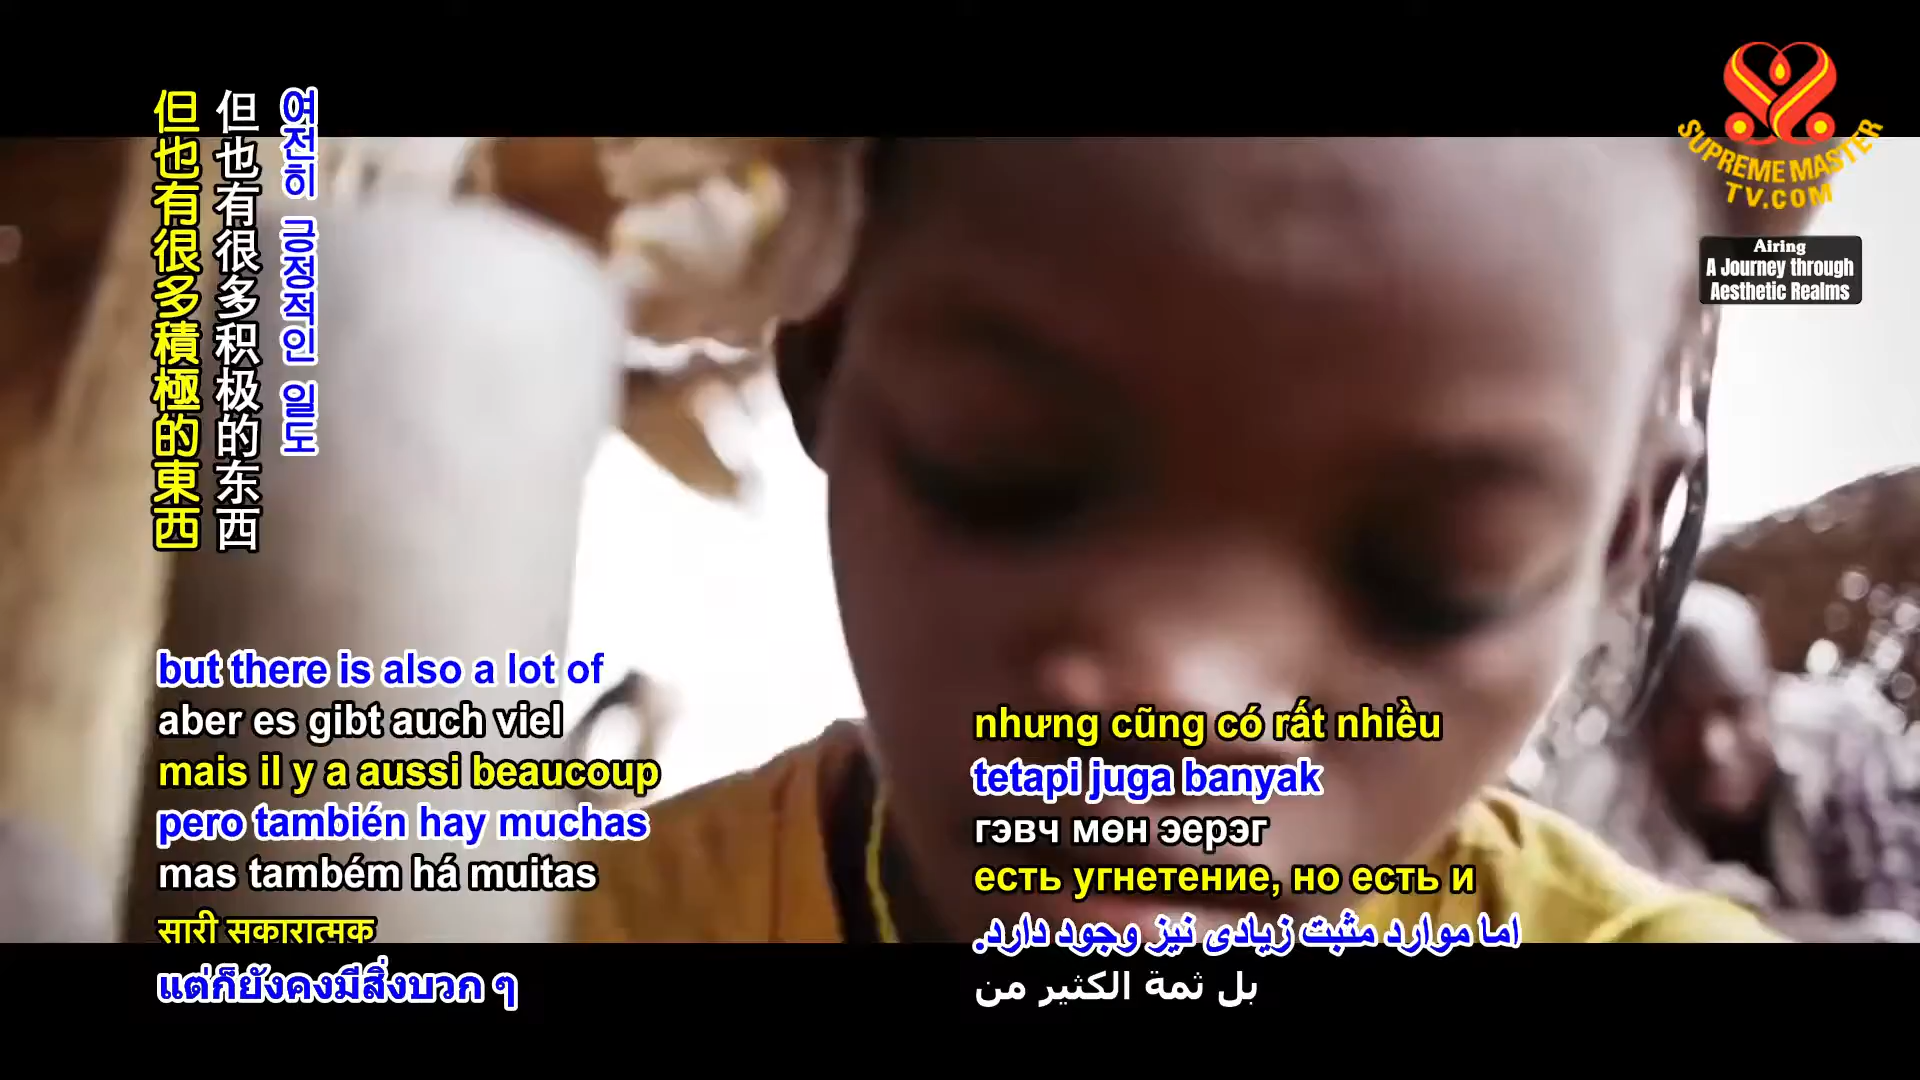 但也有很多積極的東西
但也有很多积极的东西
여전히 긍정적인 일도
SUPREME MASTER
TV.COM
Airing
A Journey through
Aesthetic Realms
but there is also a lot of
aber es gibt auch viel
mais il y a aussi beaucoup
pero también hay muchas
mas também há muitas
सारी सकारात्मक
แต่ก็ยังคงมีสิ่งบวก ๆ
nhưng cũng có rất nhiều
tetapi juga banyak
гэвч мөн эерэг
есть угнетение, но есть и
اما موارد مثبت زیادی نیز وجود دارد.
بل ثمة الكثير من